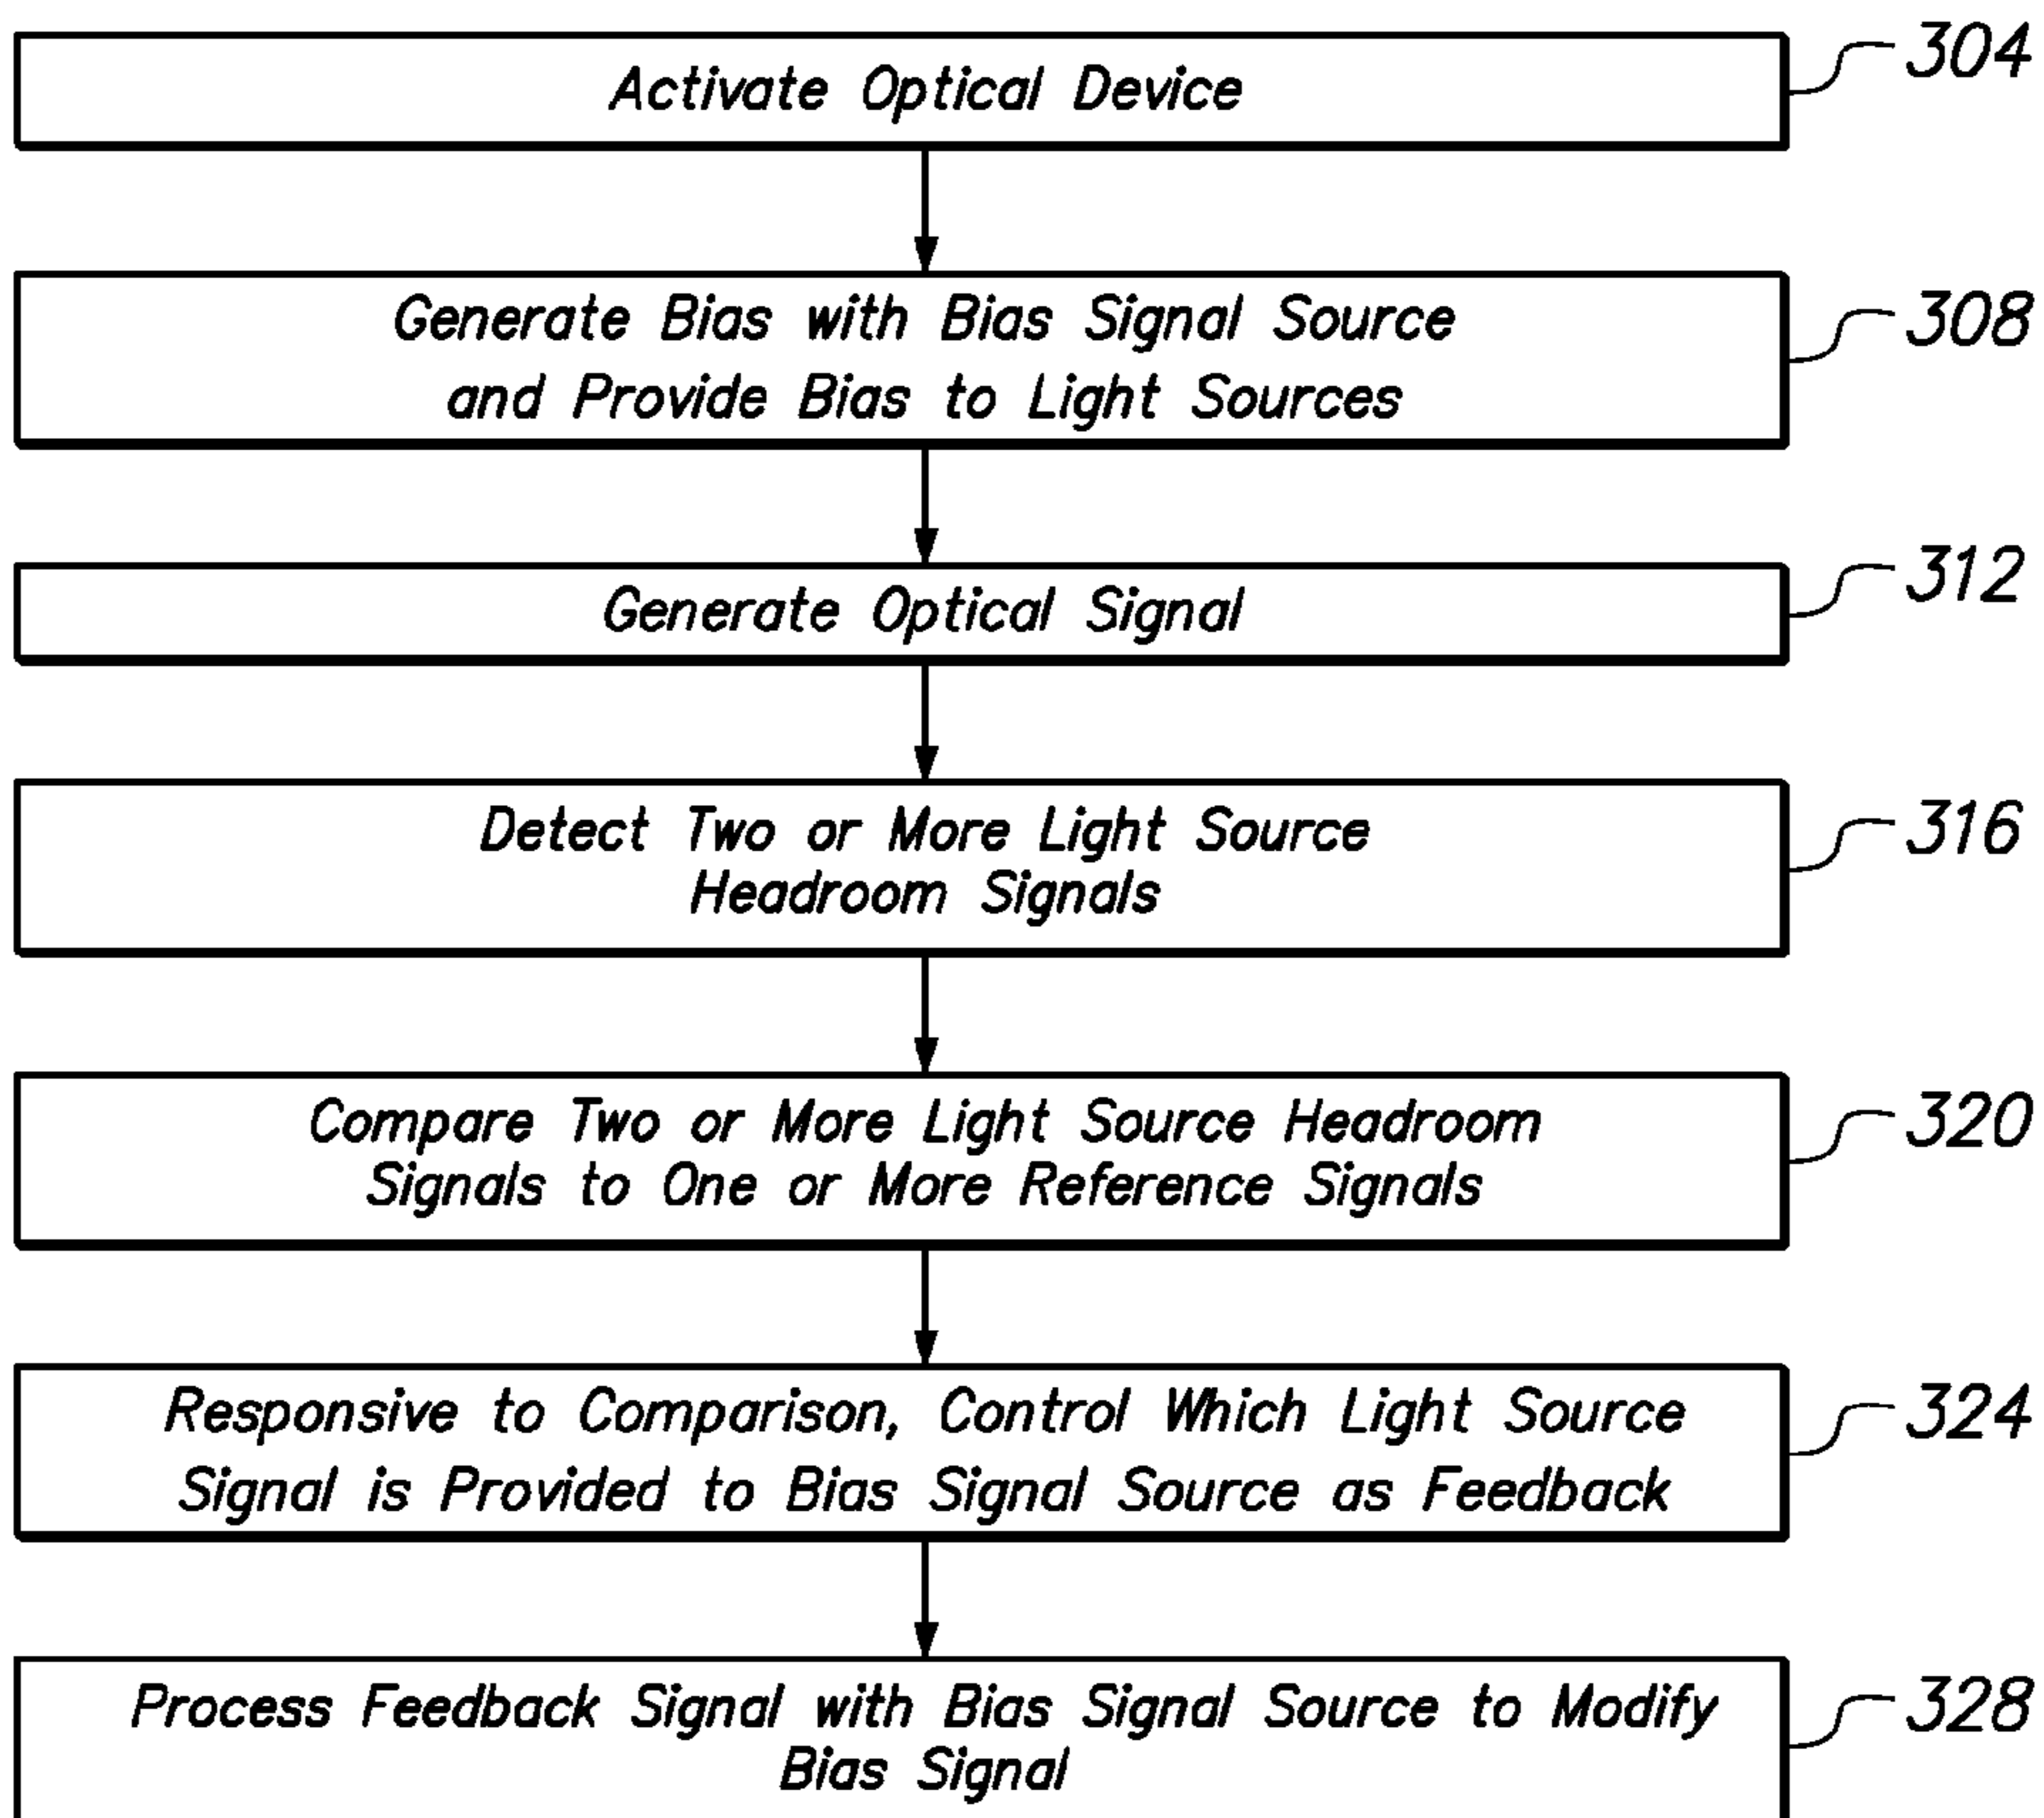 Activate Optical Device
304
Generate Bias with Bias Signal Source
and Provide Bias to Light Sources
308
Generate Optical Signal
312
Detect Two or More Light Source
Headroom Signals
316
Compare Two or More Light Source Headroom
Signals to One or More Reference Signals
320
Responsive to Comparison, Control Which Light Source
Signal is Provided to Bias Signal Source as Feedback
324
Process Feedback Signal with Bias Signal Source to Modify
Bias Signal
328